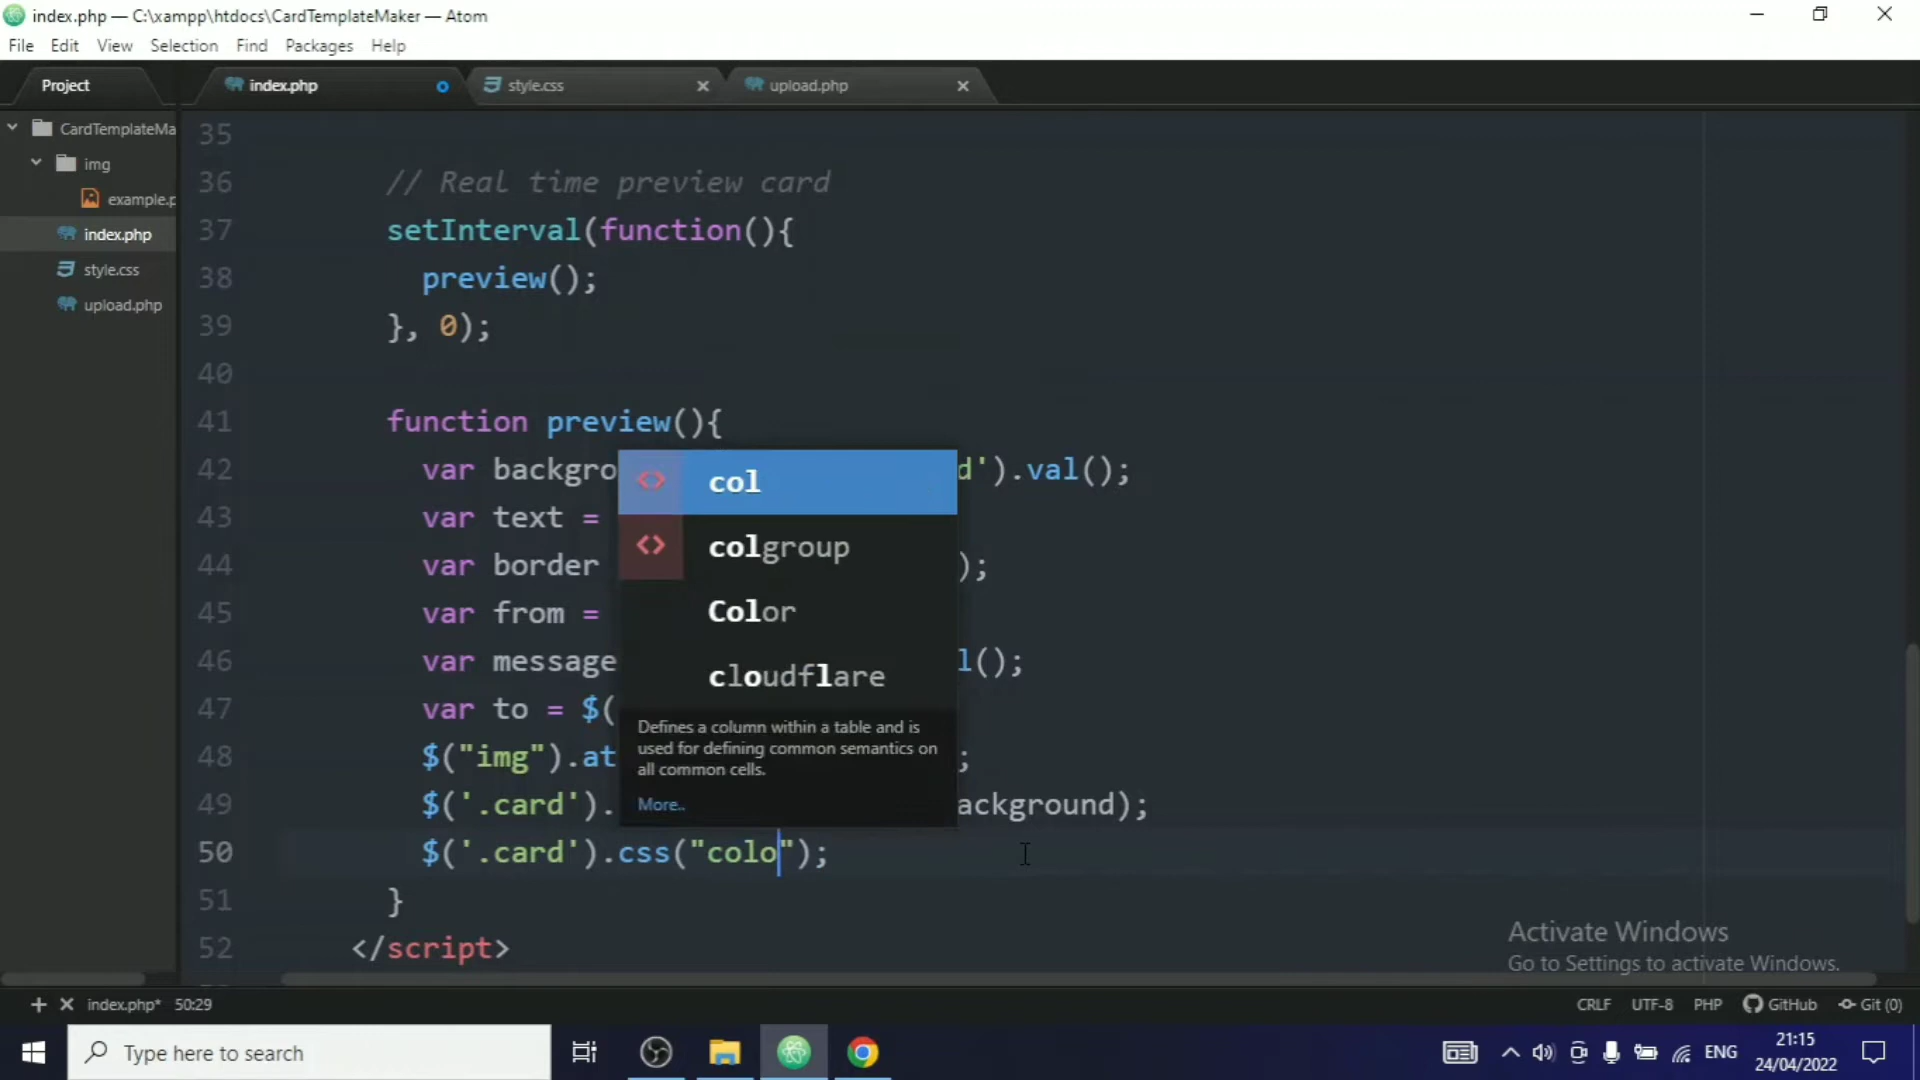 index.php — C:\xampp\htdocs\CardTemplateMaker — Atom
File Edit View Selection Find Packages Help
Project index.php style.css upload.php
CardTemplateMa
img
example.p
index.php
style.css
upload.php
35
36 // Real time preview card
37 setInterval(function(){
38 preview();
39 }, 0);
40
41 function preview(){
42 var backgro d').val();
43 var text =
44 var border );
45 var from =
46 var message l();
47 var to = $(
48 $("img").at ;
49 $('.card'). ackground);
50 $('.card').css("colo");
51 }
52 </script>
col
colgroup
Color
cloudflare
Defines a column within a table and is
used for defining common semantics on
all common cells.
More..
Activate Windows
Go to Settings to activate Windows.
index.php* 50:29 CRLF UTF-8 PHP GitHub Git (0)
Type here to search ENG 21:15
24/04/2022